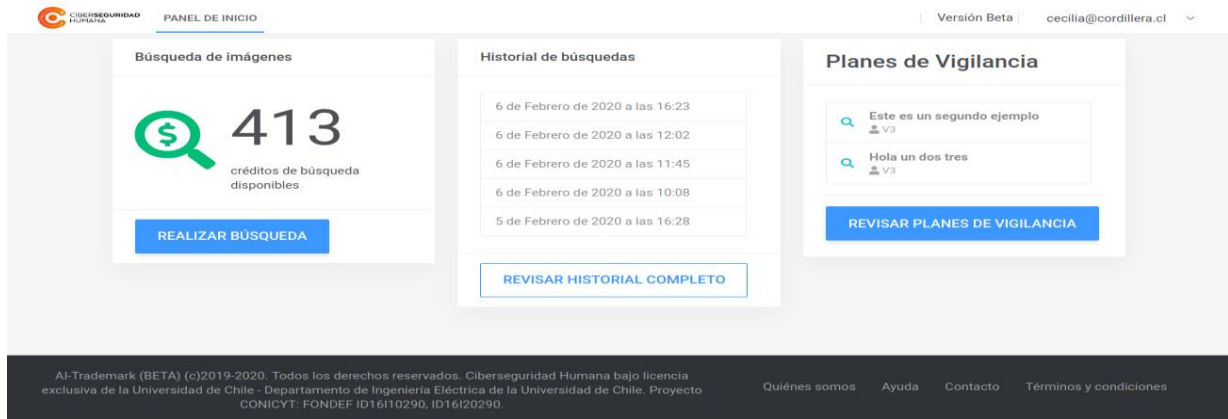 CIBERSEGURIDAD
HUMANA
PANEL DE INICIO
Versión Beta
cecilia@cordillera.cl
Búsqueda de imágenes
413
créditos de búsqueda
disponibles
REALIZAR BÚSQUEDA
Historial de búsquedas
6 de Febrero de 2020 a las 16:23
6 de Febrero de 2020 a las 12:02
6 de Febrero de 2020 a las 11:45
6 de Febrero de 2020 a las 10:08
5 de Febrero de 2020 a las 16:28
REVISAR HISTORIAL COMPLETO
Planes de Vigilancia
Este es un segundo ejemplo
V3
Hola un dos tres
V3
REVISAR PLANES DE VIGILANCIA
AI-Trademark (BETA) (c)2019-2020. Todos los derechos reservados. Ciberseguridad Humana bajo licencia
exclusiva de la Universidad de Chile - Departamento de Ingeniería Eléctrica de la Universidad de Chile. Proyecto
CONICYT: FONDEF ID16I10290, ID16I20290.
Quiénes somos
Ayuda
Contacto
Términos y condiciones